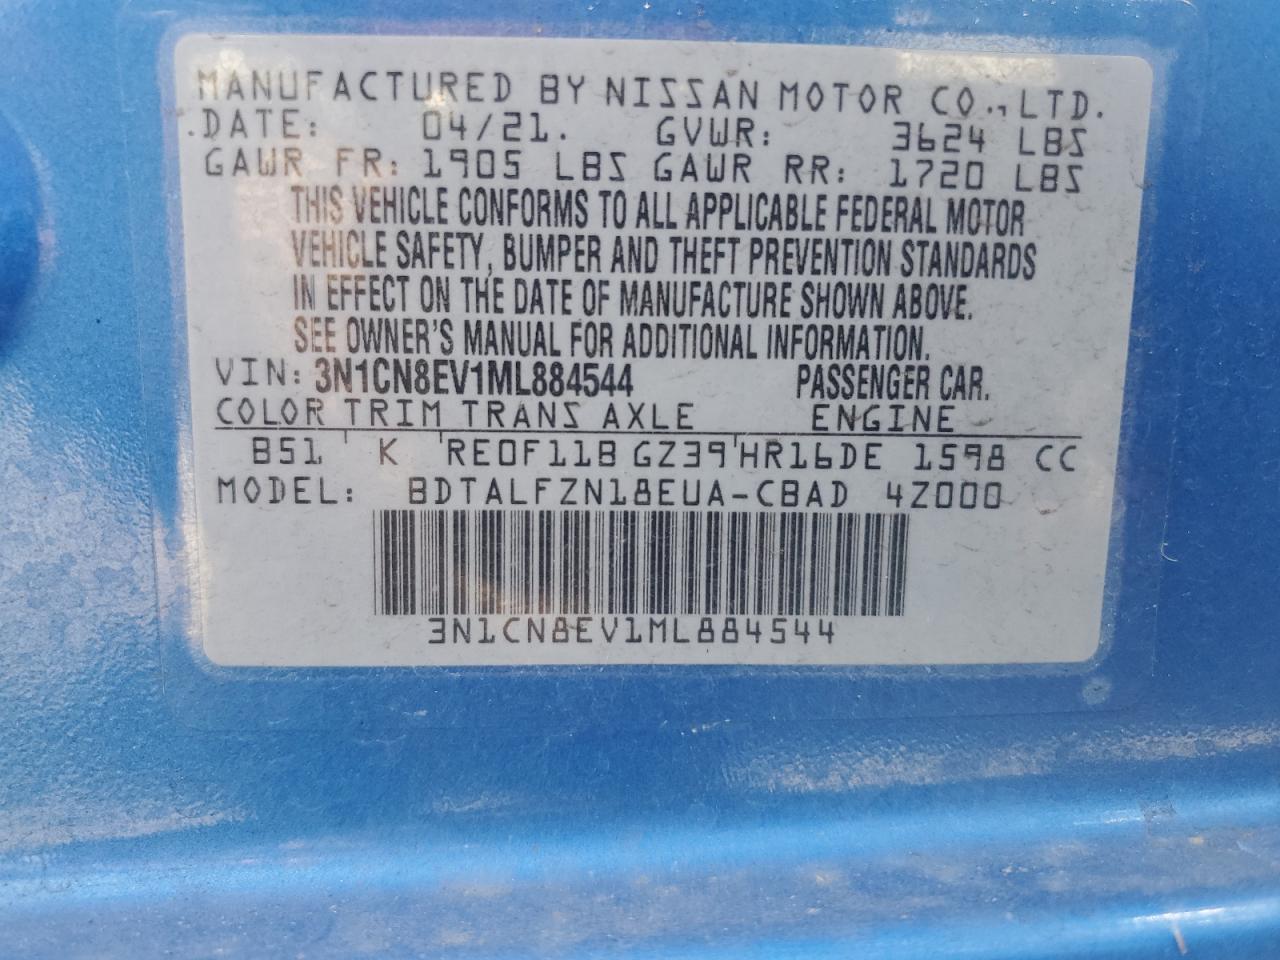 MANUFACTURED BY NISSAN MOTOR CO., LTD.
DATE: 04/21. GVWR: 3624 LBS
GAWR FR: 1905 LBS GAWR RR: 1720 LBS
THIS VEHICLE CONFORMS TO ALL APPLICABLE FEDERAL MOTOR
VEHICLE SAFETY, BUMPER AND THEFT PREVENTION STANDARDS
IN EFFECT ON THE DATE OF MANUFACTURE SHOWN ABOVE.
SEE OWNER'S MANUAL FOR ADDITIONAL INFORMATION.
VIN: 3N1CN8EV1ML884544 PASSENGER CAR.
COLOR TRIM TRANS AXLE ENGINE
B51 K RE0F11B GZ39 HR16DE 1598 CC
MODEL: BDTALFZN18EUA-CBAD 4Z000
3N1CN8EV1ML884544